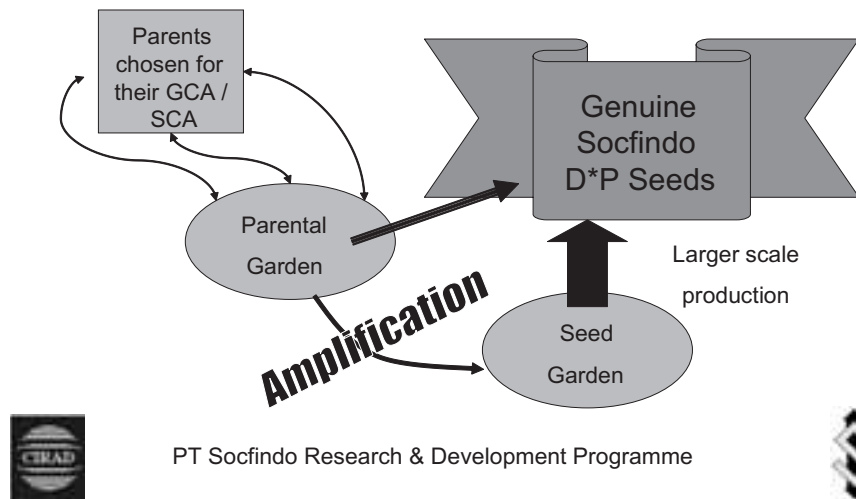 Parents
chosen for
their GCA /
SCA
Genuine
Socfindo
D*P Seeds
Parental
Garden
Larger scale
production
Amplification
Seed
Garden
CIRAD
PT Socfindo Research & Development Programme